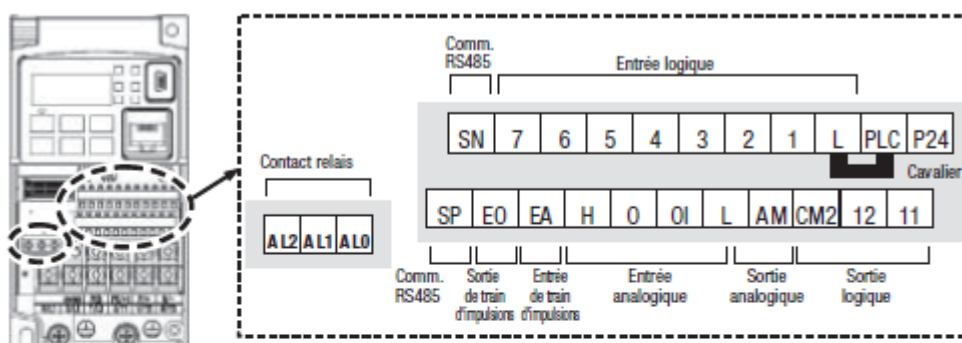 Comm.
RS485
Entrée logique
SN 7 6 5 4 3 2 1 L PLC P24
Cavalier
Contact relais
AL2 AL1 AL0
SP EO EA H O OI L AM CM2 12 11
Comm.
RS485
Sortie
de train
d'impulsions
Entrée
de train
d'impulsions
Entrée
analogique
Sortie
analogique
Sortie
logique